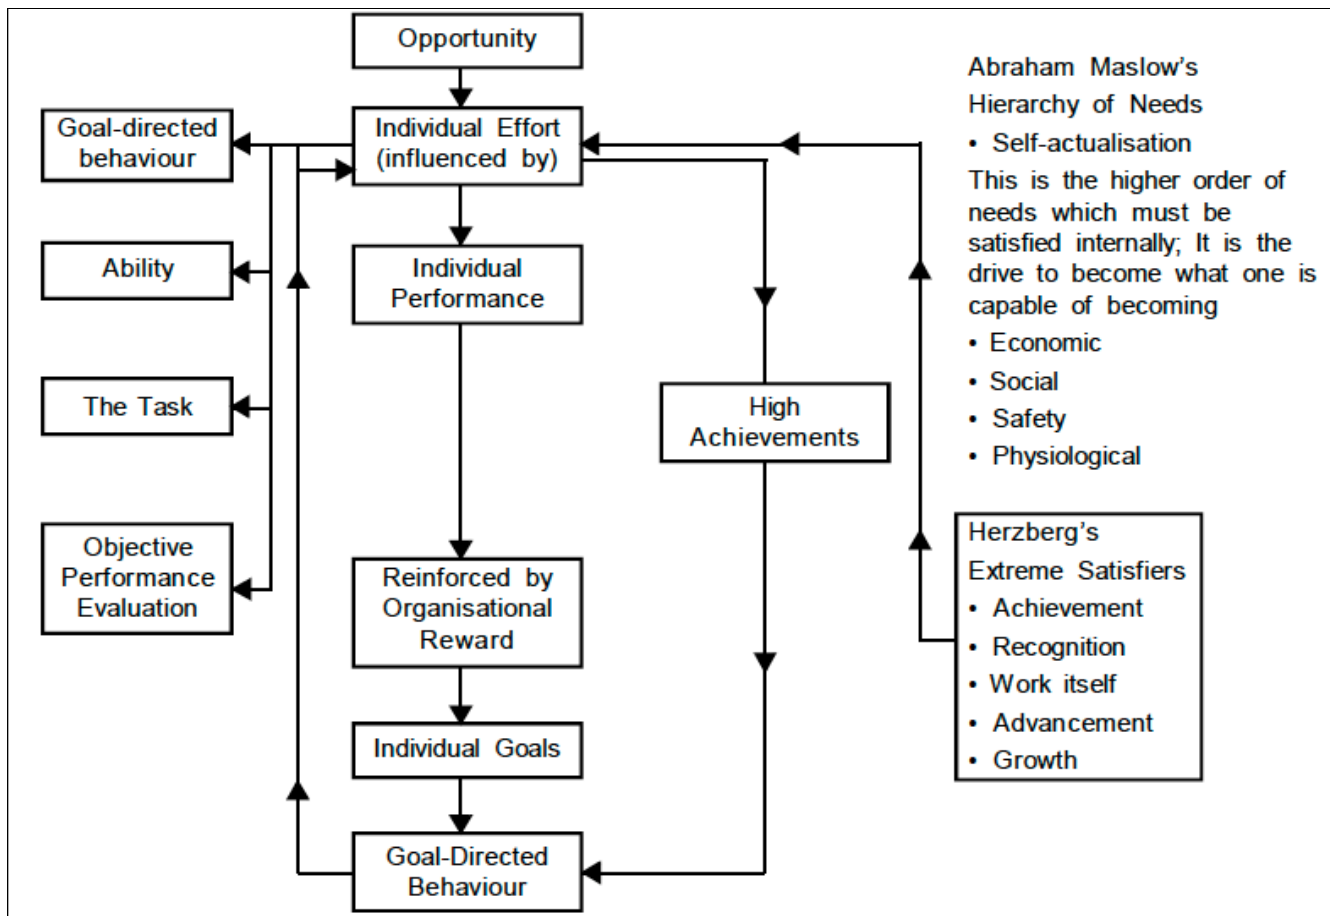 Opportunity
Individual Effort
(influenced by)
Individual
Performance
Reinforced by
Organisational
Reward
Individual Goals
Goal-Directed
Behaviour
Goal-directed
behaviour
Ability
The Task
Objective
Performance
Evaluation
High
Achievements
Abraham Maslow's
Hierarchy of Needs
• Self-actualisation
This is the higher order of
needs which must be
satisfied internally; It is the
drive to become what one is
capable of becoming
• Economic
• Social
• Safety
• Physiological
Herzberg's
Extreme Satisfiers
• Achievement
• Recognition
• Work itself
• Advancement
• Growth